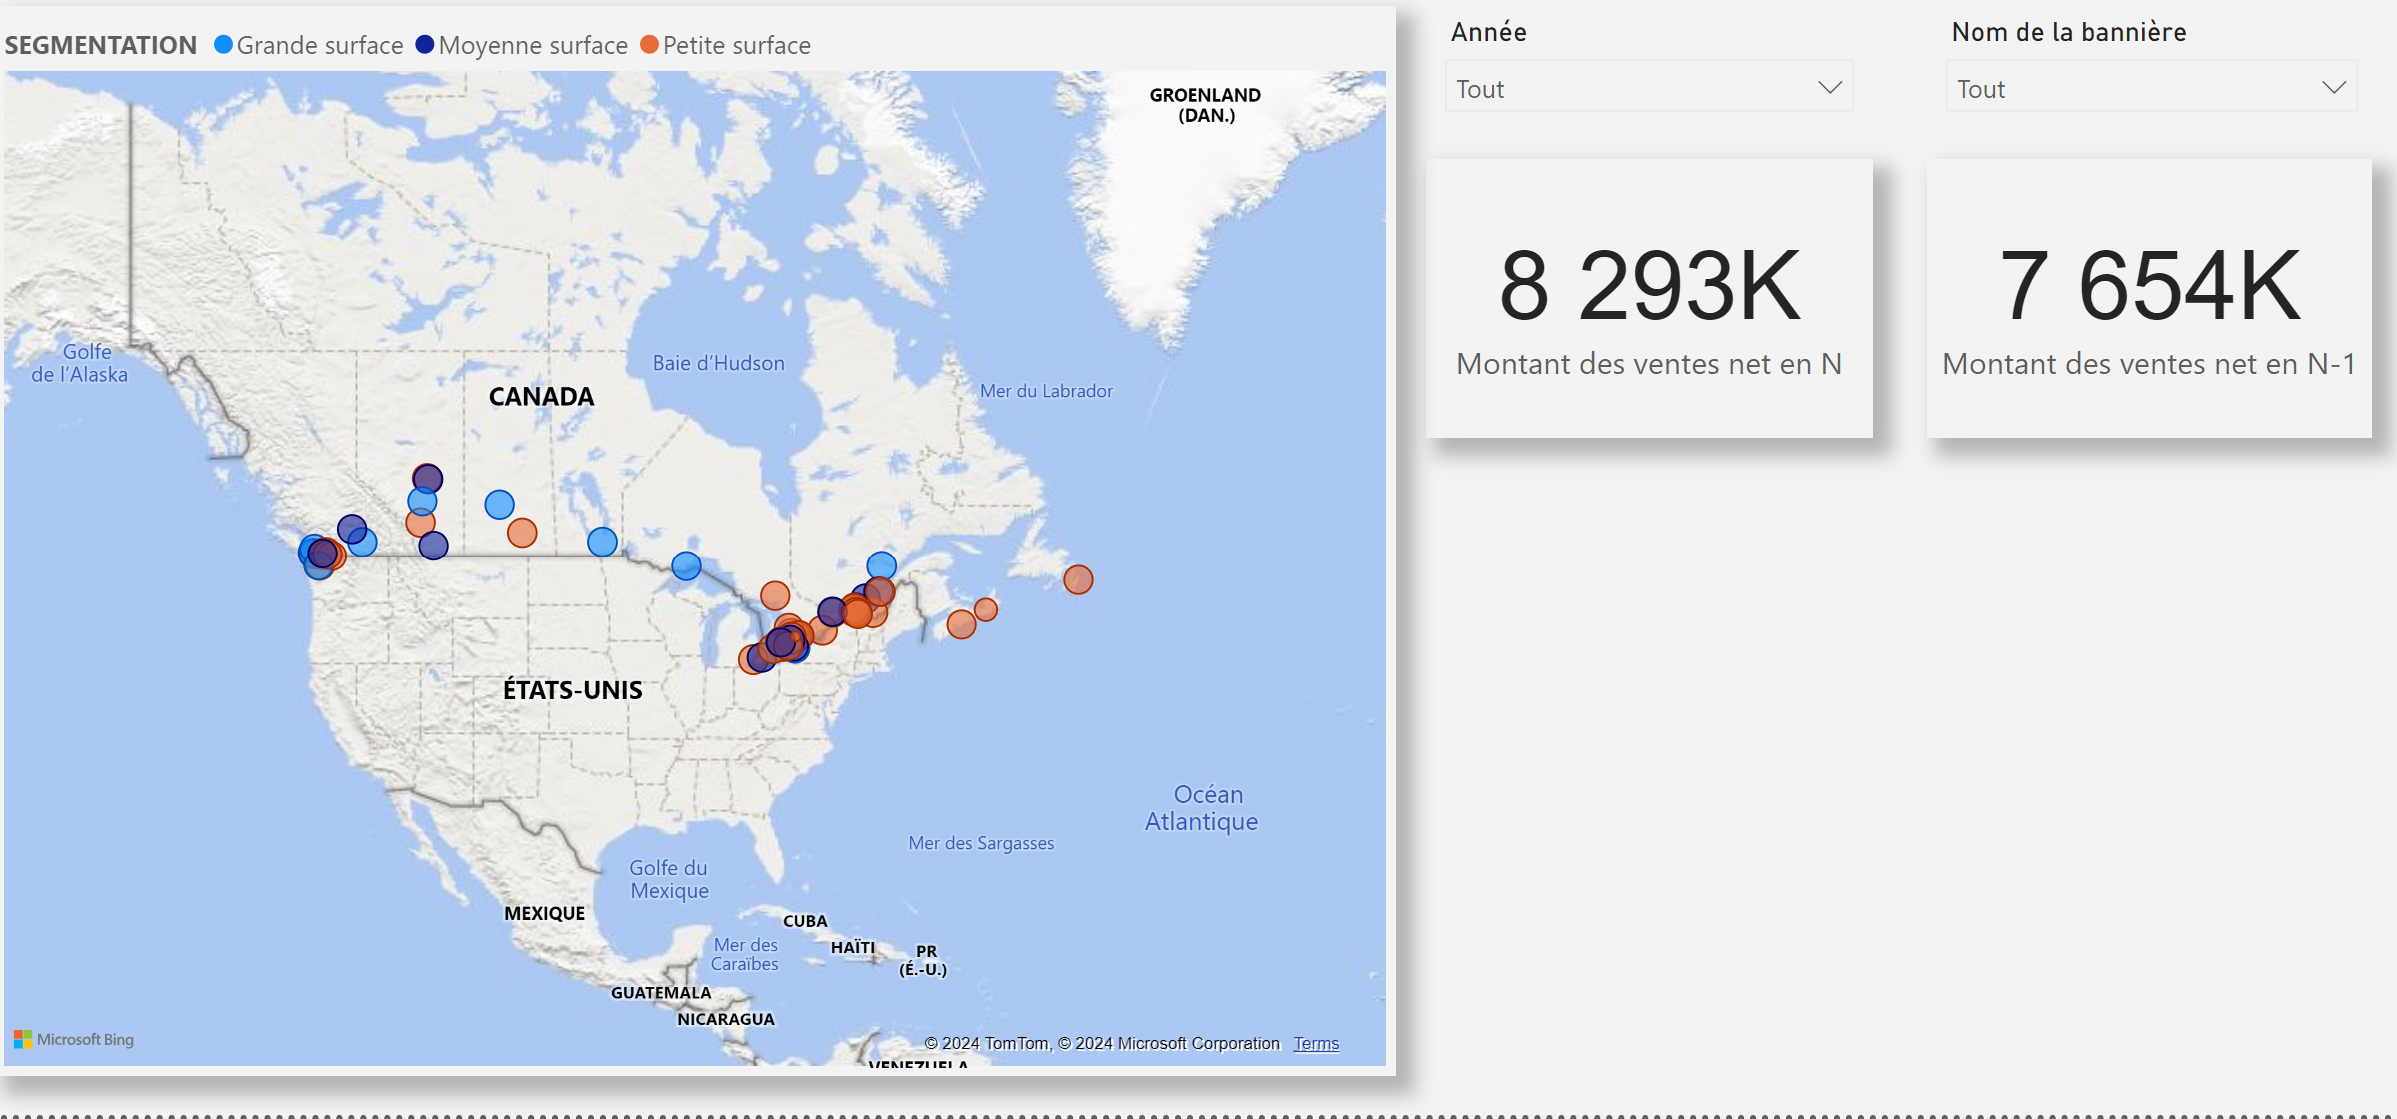 SEGMENTATION Grande surface Moyenne surface Petite surface
Année
Tout
Nom de la bannière
Tout
8 293K
Montant des ventes net en N
7 654K
Montant des ventes net en N-1
GROENLAND
(DAN.)
Golfe
de l’Alaska
Baie d’Hudson
CANADA
Mer du Labrador
ÉTATS-UNIS
Océan
Atlantique
Mer des Sargasses
Golfe du
Mexique
MEXIQUE
CUBA
HAÏTI
PR
(É.-U.)
Mer des
Caraïbes
GUATEMALA
NICARAGUA
Microsoft Bing
© 2024 TomTom, © 2024 Microsoft Corporation Terms
VENEZUELA